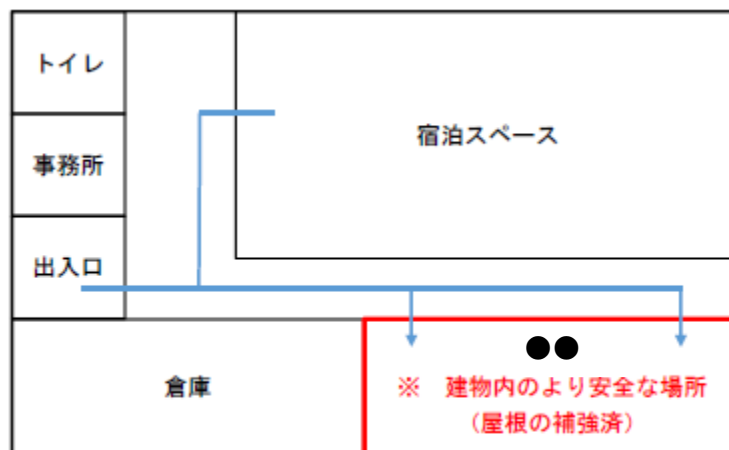 トイレ
宿泊スペース
事務所
出入口
●●
倉庫
※ 建物内のより安全な場所
(屋根の補強済)